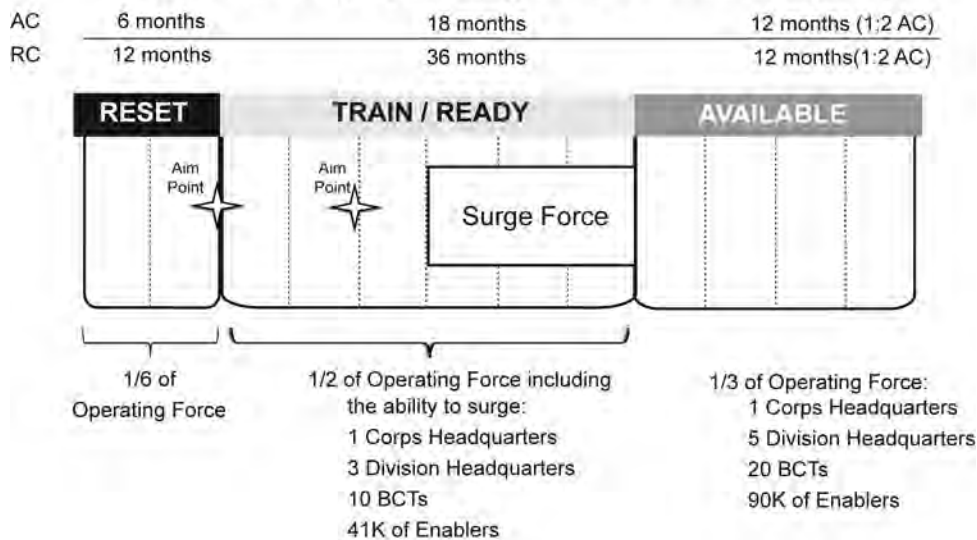 AC 6 months 18 months 12 months (1:2 AC)
RC 12 months 36 months 12 months(1:2 AC)
RESET TRAIN / READY AVAILABLE
Aim
Point
Aim
Point
Surge Force
1/6 of
Operating Force
1/2 of Operating Force including
the ability to surge:
1 Corps Headquarters
3 Division Headquarters
10 BCTs
41K of Enablers
1/3 of Operating Force:
1 Corps Headquarters
5 Division Headquarters
20 BCTs
90K of Enablers